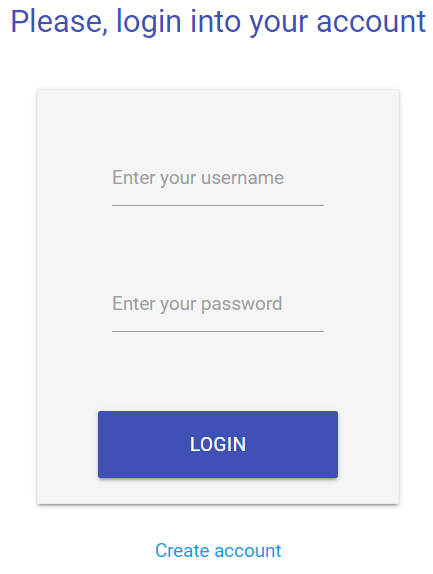 Please, login into your account
Enter your username
Enter your password
LOGIN
Create account